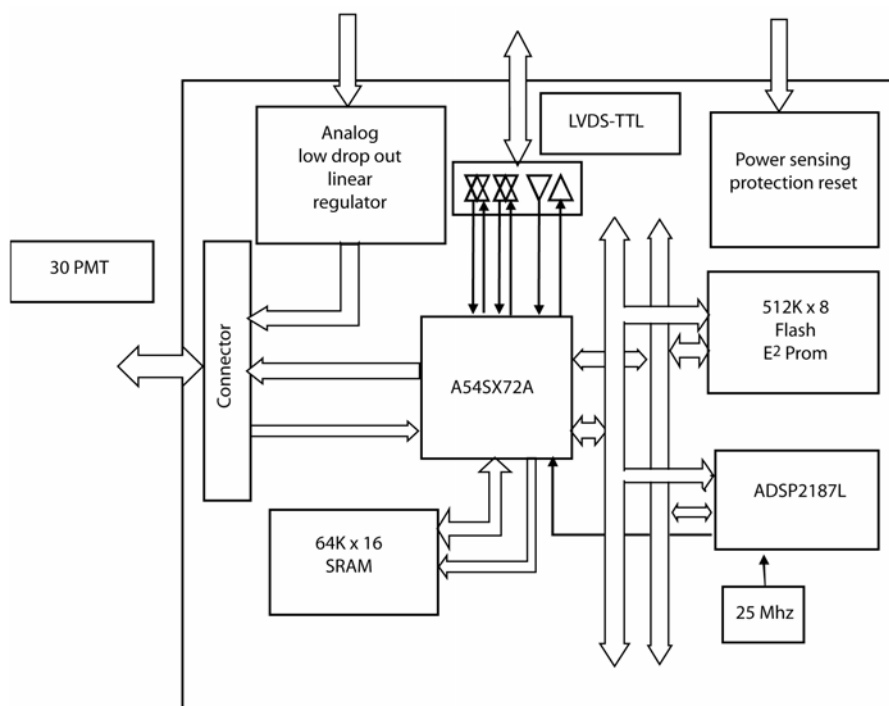 Analog
low drop out
linear
regulator
LVDS-TTL
Power sensing
protection reset
30 PMT
Connector
A54SX72A
512K x 8
Flash
E² Prom
ADSP2187L
64K x 16
SRAM
25 Mhz